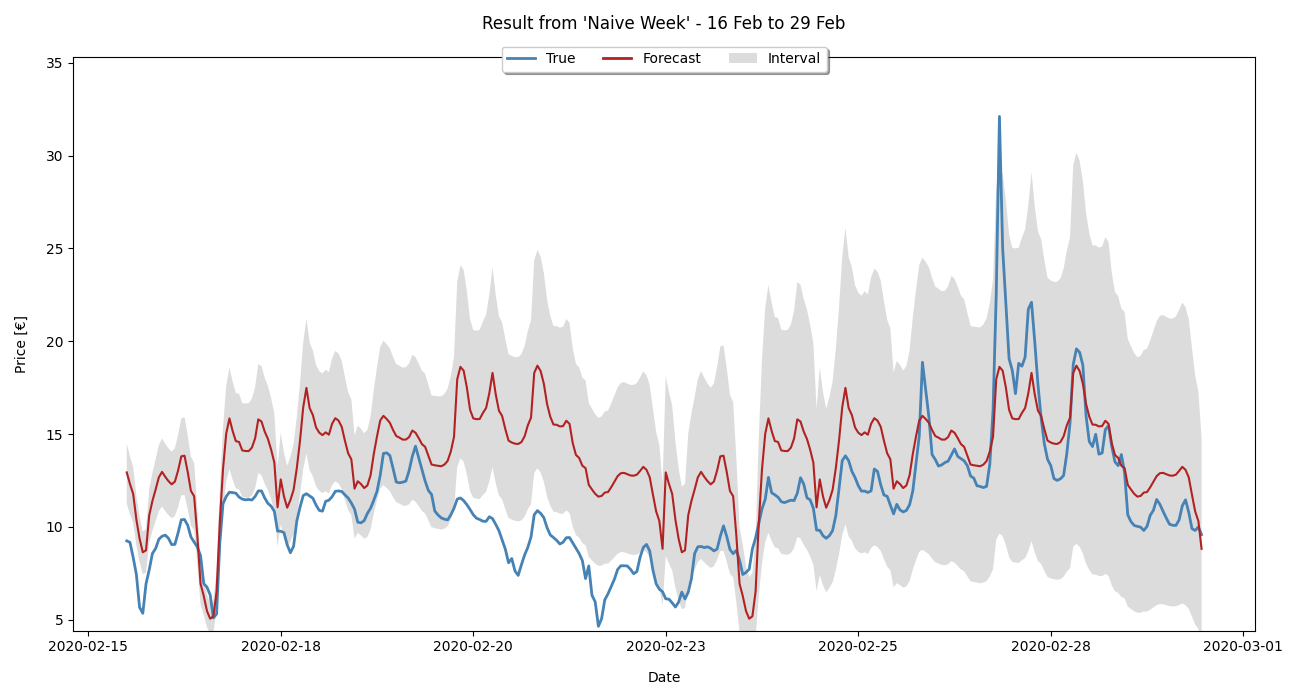 Result from 'Naive Week' - 16 Feb to 29 Feb
True Forecast Interval
35
30
25
20
15
10
5
Price [€]
2020-02-15 2020-02-18 2020-02-20 2020-02-23 2020-02-25 2020-02-28 2020-03-01
Date